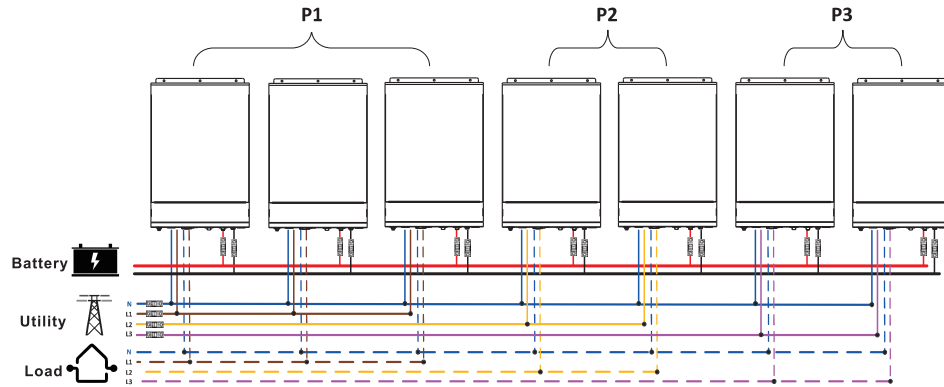 P1 P2 P3
Battery
N
L1
Utility
L2
L3
N
L1
Load
L2
L3